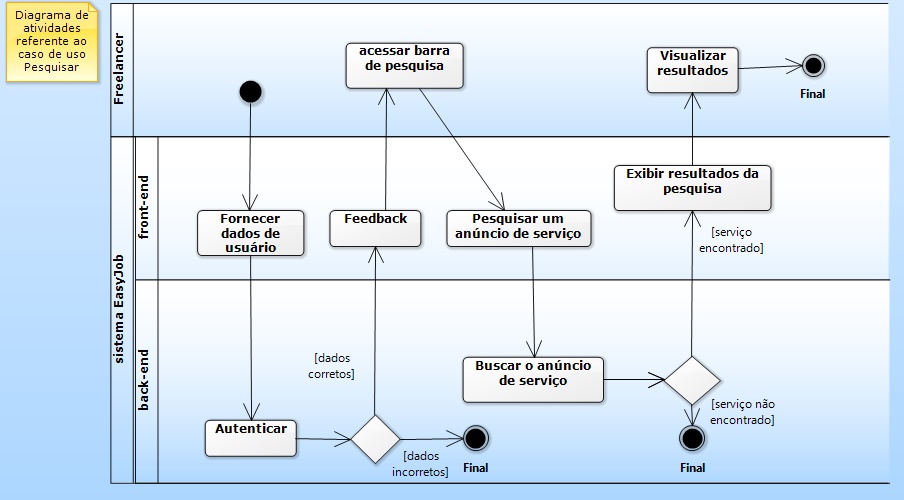 Diagrama de
atividades
referente ao
caso de uso
Pesquisar
Freelancer
acessar barra
de pesquisa
Visualizar
resultados
Final
sistema EasyJob
front-end
Fornecer
dados de
usuário
Feedback
Pesquisar um
anúncio de serviço
Exibir resultados da
pesquisa
[serviço
encontrado]
back-end
[dados
corretos]
Buscar o anúncio
de serviço
[serviço não
encontrado]
Autenticar
[dados
incorretos]
Final
Final